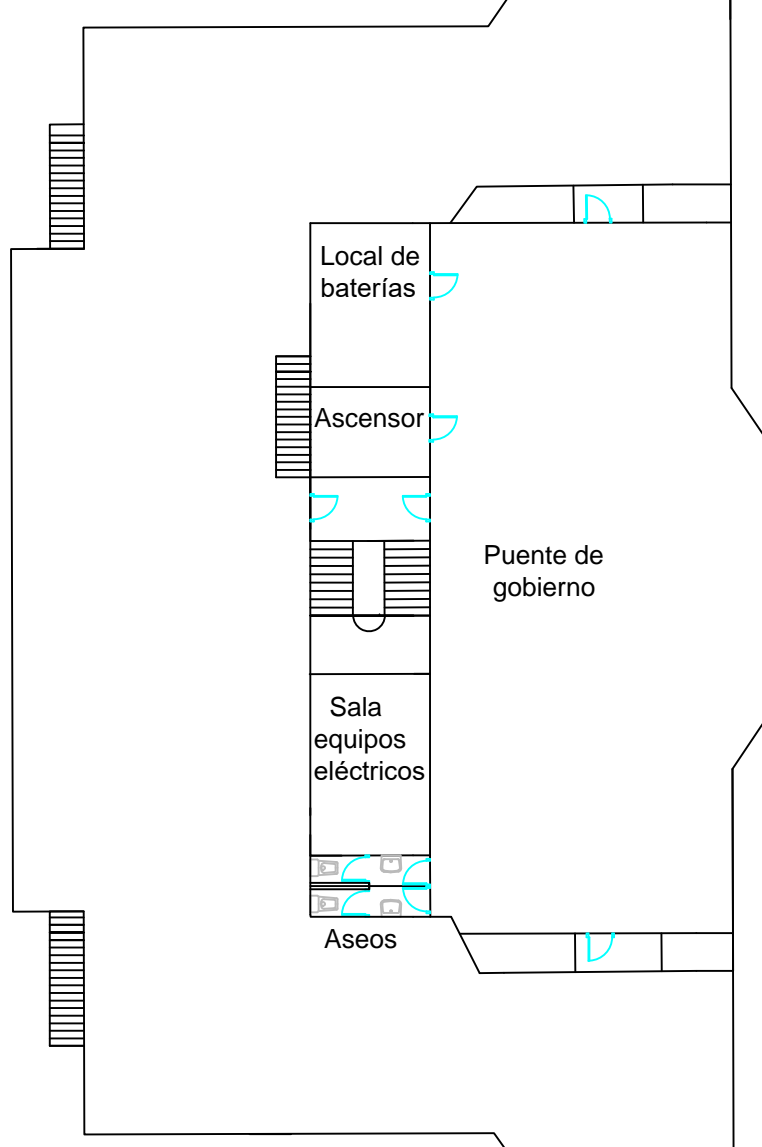 Local de
baterías
Ascensor
Puente de
gobierno
Sala
equipos
eléctricos
Aseos